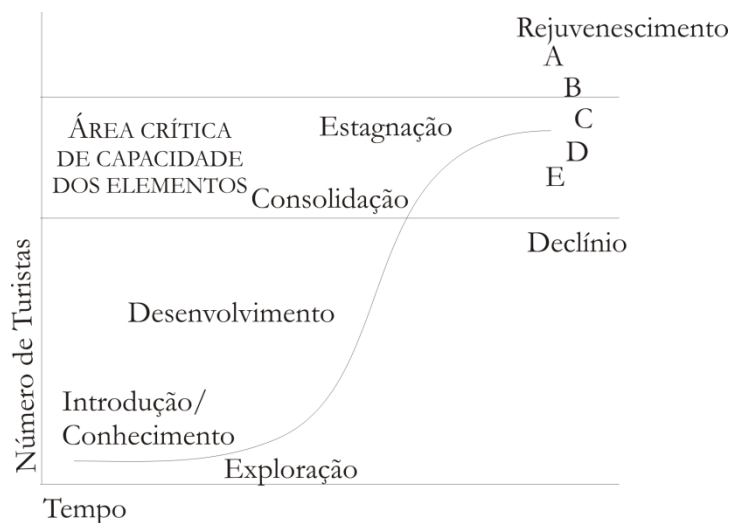 Rejuvenescimento
A
B
C
D
E
ÁREA CRÍTICA
DE CAPACIDADE
DOS ELEMENTOS
Estagnação
Consolidação
Declínio
Desenvolvimento
Introdução/
Conhecimento
Exploração
Número de Turistas
Tempo